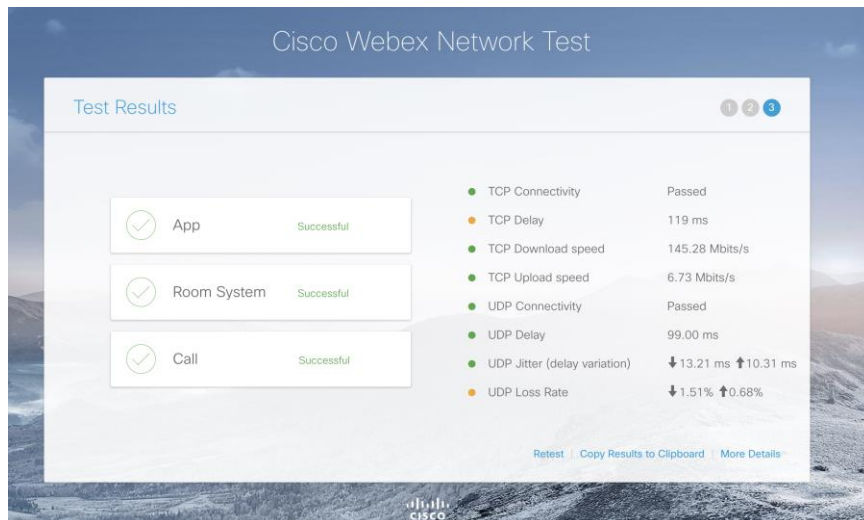 Cisco Webex Network Test
Test Results
1 2 3
App Successful
Room System Successful
Call Successful
TCP Connectivity Passed
TCP Delay 119 ms
TCP Download speed 145.28 Mbits/s
TCP Upload speed 6.73 Mbits/s
UDP Connectivity Passed
UDP Delay 99.00 ms
UDP Jitter (delay variation) ⬇13.21 ms ⬆10.31 ms
UDP Loss Rate ⬇1.51% ⬆0.68%
Retest | Copy Results to Clipboard | More Details
CISCO